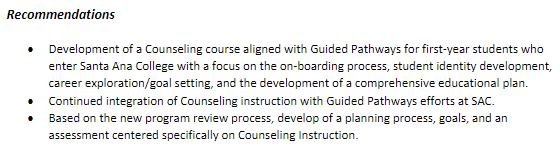 Recommendations
• Development of a Counseling course aligned with Guided Pathways for first-year students who
enter Santa Ana College with a focus on the on-boarding process, student identity development,
career exploration/goal setting, and the development of a comprehensive educational plan.
• Continued integration of Counseling instruction with Guided Pathways efforts at SAC.
• Based on the new program review process, develop of a planning process, goals, and an
assessment centered specifically on Counseling Instruction.